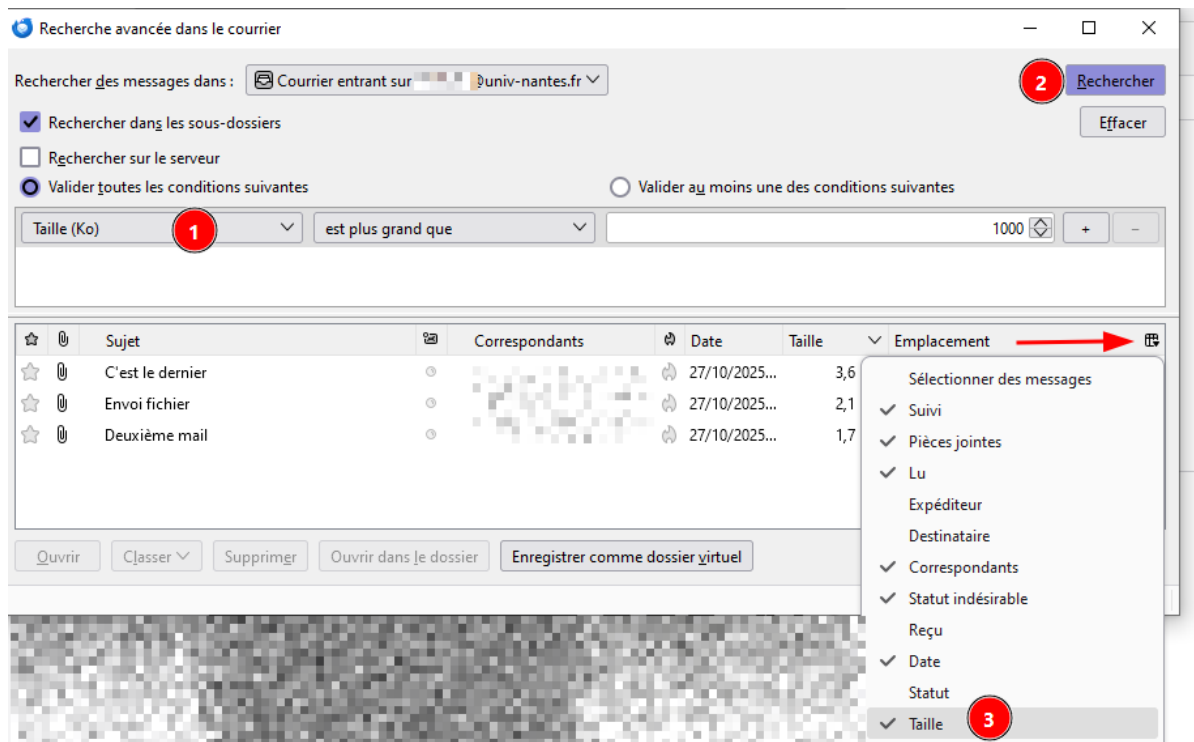 Recherche avancée dans le courrier
Rechercher des messages dans : Courrier entrant sur @univ-nantes.fr
2
Rechercher
Rechercher dans les sous-dossiers
Effacer
Rechercher sur le serveur
Valider toutes les conditions suivantes
Valider au moins une des conditions suivantes
Taille (Ko) 1 est plus grand que 1000 + −
Sujet Correspondants Date Taille Emplacement
C'est le dernier 27/10/2025... 3,6
Envoi fichier 27/10/2025... 2,1
Deuxième mail 27/10/2025... 1,7
Sélectionner des messages
Suivi
Pièces jointes
Lu
Expéditeur
Destinataire
Correspondants
Statut indésirable
Reçu
Date
Statut
Taille 3
Ouvrir Classer Supprimer Ouvrir dans le dossier Enregistrer comme dossier virtuel